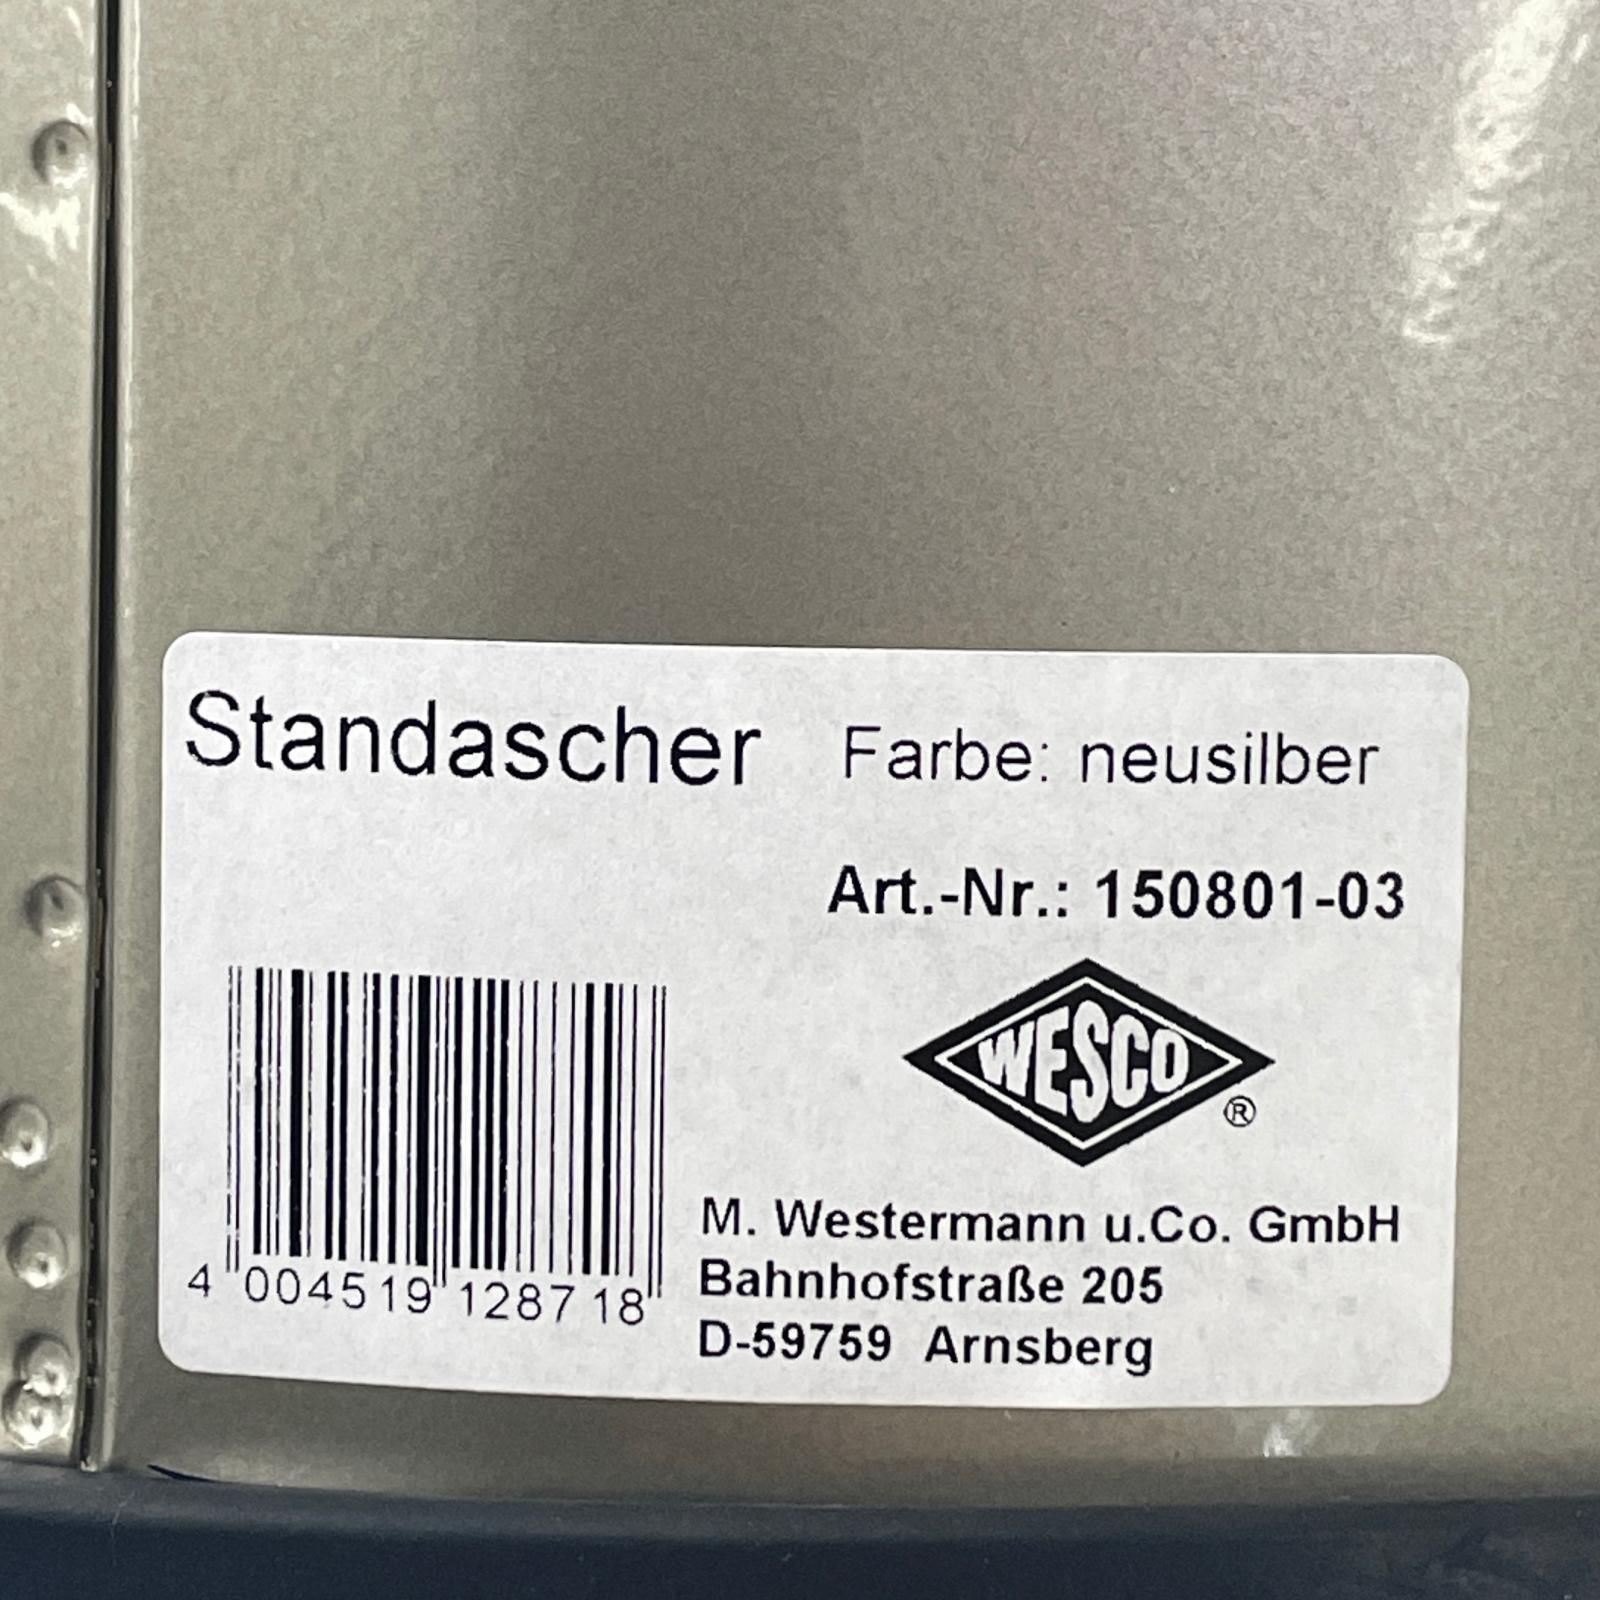 Standascher Farbe: neusilber
Art.-Nr.: 150801-03
WESCO
®
4 004519 128718
M. Westermann u.Co. GmbH
Bahnhofstraße 205
D-59759 Arnsberg